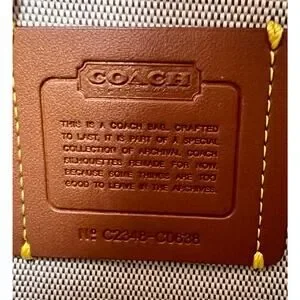 COACH
THIS IS A COACH BAG, CRAFTED
TO LAST. IT IS PART OF A SPECIAL
COLLECTION OF ARCHIVAL COACH
SILHOUETTES REMADE FOR NOW,
BECAUSE SOME THINGS ARE TOO
GOOD TO LEAVE IN THE ARCHIVES.
Nº C2348-CD638